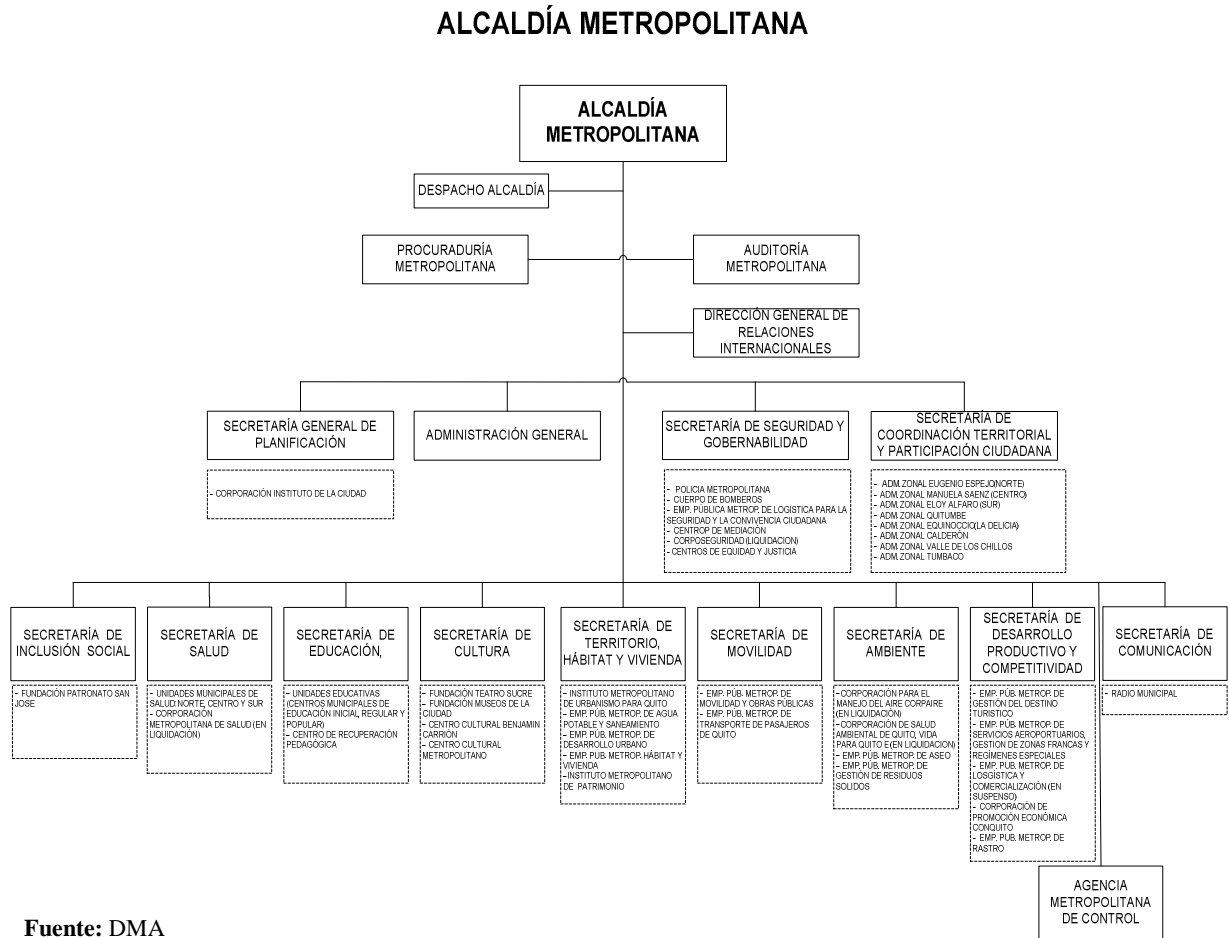 ALCALDÍA METROPOLITANA
ALCALDÍA
METROPOLITANA
DESPACHO ALCALDÍA
PROCURADURÍA
METROPOLITANA
AUDITORÍA
METROPOLITANA
DIRECCIÓN GENERAL DE
RELACIONES
INTERNACIONALES
SECRETARÍA GENERAL DE
PLANIFICACIÓN
- CORPORACIÓN INSTITUTO DE LA CIUDAD
ADMINISTRACIÓN GENERAL
SECRETARÍA DE SEGURIDAD Y
GOBERNABILIDAD
- POLICIA METROPOLITANA
- CUERPO DE BOMBEROS
- EMP. PÚBLICA METROP. DE LOGISTICA PARA LA
SEGURIDAD Y LA CONVIVENCIA CIUDADANA
- CENTROP DE MEDIACIÓN
- CORPOSEGURIDAD (LIQUIDACION)
- CENTROS DE EQUIDAD Y JUSTICIA
SECRETARÍA DE
COORDINACIÓN TERRITORIAL
Y PARTICIPACIÓN CIUDADANA
- ADM. ZONAL EUGENIO ESPEJO(NORTE)
- ADM. ZONAL MANUELA SAENZ (CENTRO)
- ADM. ZONAL ELOY ALFARO (SUR)
- ADM. ZONAL QUITUMBE
- ADM. ZONAL EQUINOCCIO(LA DELICIA)
- ADM. ZONAL CALDERÓN
- ADM. ZONAL VALLE DE LOS CHILLOS
- ADM. ZONAL TUMBACO
SECRETARÍA DE
INCLUSIÓN SOCIAL
- FUNDACIÓN PATRONATO SAN
JOSE
SECRETARÍA DE
SALUD
- UNIDADES MUNICIPALES DE
SALUD: NORTE, CENTRO Y SUR
- CORPORACIÓN
METROPOLITANA DE SALUD (EN
LIQUIDACIÓN)
SECRETARÍA DE
EDUCACIÓN,
- UNIDADES EDUCATIVAS
(CENTROS MUNICIPALES DE
EDUCACIÓN INICIAL, REGULAR Y
POPULAR)
- CENTRO DE RECUPERACIÓN
PEDAGÓGICA
SECRETARÍA DE
CULTURA
- FUNDACIÓN TEATRO SUCRE
- FUNDACIÓN MUSEOS DE LA
CIUDAD
- CENTRO CULTURAL BENJAMIN
CARRIÓN
- CENTRO CULTURAL
METROPOLITANO
SECRETARÍA DE
TERRITORIO,
HÁBITAT Y VIVIENDA
- INSTITUTO METROPOLITANO
DE URBANISMO PARA QUITO
- EMP. PÚB. METROP. DE AGUA
POTABLE Y SANEAMIENTO
- EMP. PÚB. METROP. DE
DESARROLLO URBANO
- EMP. PUB. METROP. HÁBITAT Y
VIVIENDA
-INSTITUTO METROPOLITANO
DE PATRIMONIO
SECRETARÍA DE
MOVILIDAD
- EMP. PÚB. METROP. DE
MOVILIDAD Y OBRAS PÚBLICAS
- EMP. PÚB. METROP. DE
TRANSPORTE DE PASAJEROS
DE QUITO
SECRETARÍA DE
AMBIENTE
-CORPORACIÓN PARA EL
MANEJO DEL AIRE CORPAIRE
(EN LIQUIDACIÓN)
-CORPORACIÓN DE SALUD
AMBIENTAL DE QUITO, VIDA
PARA QUITO E(EN LIQUIDACION)
- EMP. PÚB. METROP. DE ASEO
- EMP. PÚB. METROP. DE
GESTIÓN DE RESIDUOS
SOLIDOS
SECRETARÍA DE
DESARROLLO
PRODUCTIVO Y
COMPETITIVIDAD
- EMP. PÚB. METROP. DE
GESTIÓN DEL DESTINO
TURISTICO
- EMP. PÚB. METROP. DE
SERVICIOS AEROPORTUARIOS,
GESTION DE ZONAS FRANCAS Y
REGÍMENES ESPECIALES
- EMP. PUB. METROP. DE
LOSGÍSTICA Y
COMERCIALIZACIÓN (EN
SUSPENSO)
- CORPORACIÓN DE
PROMOCIÓN ECONÓMICA
CONQUITO
- EMP. PUB. METROP. DE
RASTRO
SECRETARÍA DE
COMUNICACIÓN
- RADIO MUNICIPAL
AGENCIA
METROPOLITANA
DE CONTROL
Fuente: DMA